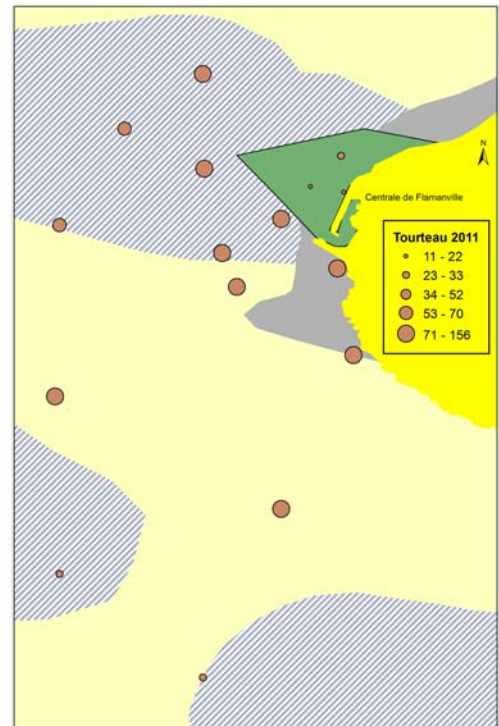 N
Centrale de Flamanville
Tourteau 2011
11 - 22
23 - 33
34 - 52
53 - 70
71 - 156